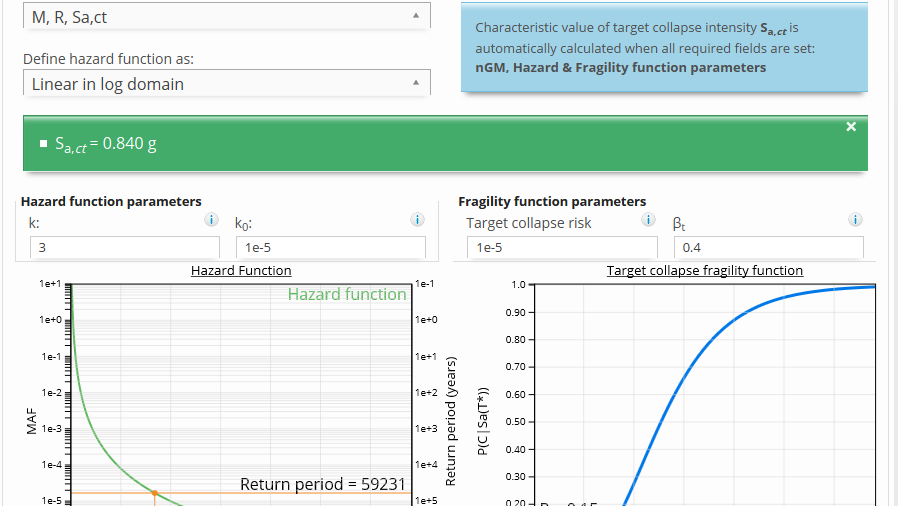 M, R, Sa,ct
Characteristic value of target collapse intensity Sa,ct is
automatically calculated when all required fields are set:
nGM, Hazard & Fragility function parameters
Define hazard function as:
Linear in log domain
Sa,ct = 0.840 g
Hazard function parameters
Fragility function parameters
k:
k0:
Target collapse risk
βt
3
1e-5
1e-5
0.4
Hazard Function
Target collapse fragility function
Hazard function
1e+1
1e+0
1e-1
1e-2
1e-3
1e-4
1e-5
MAF
1e-1
1e+0
1e+1
1e+2
1e+3
1e+4
1e+5
Return period (years)
Return period = 59231
1.0
0.90
0.80
0.70
0.60
0.50
0.40
0.30
0.20
P(C|Sa(T*))